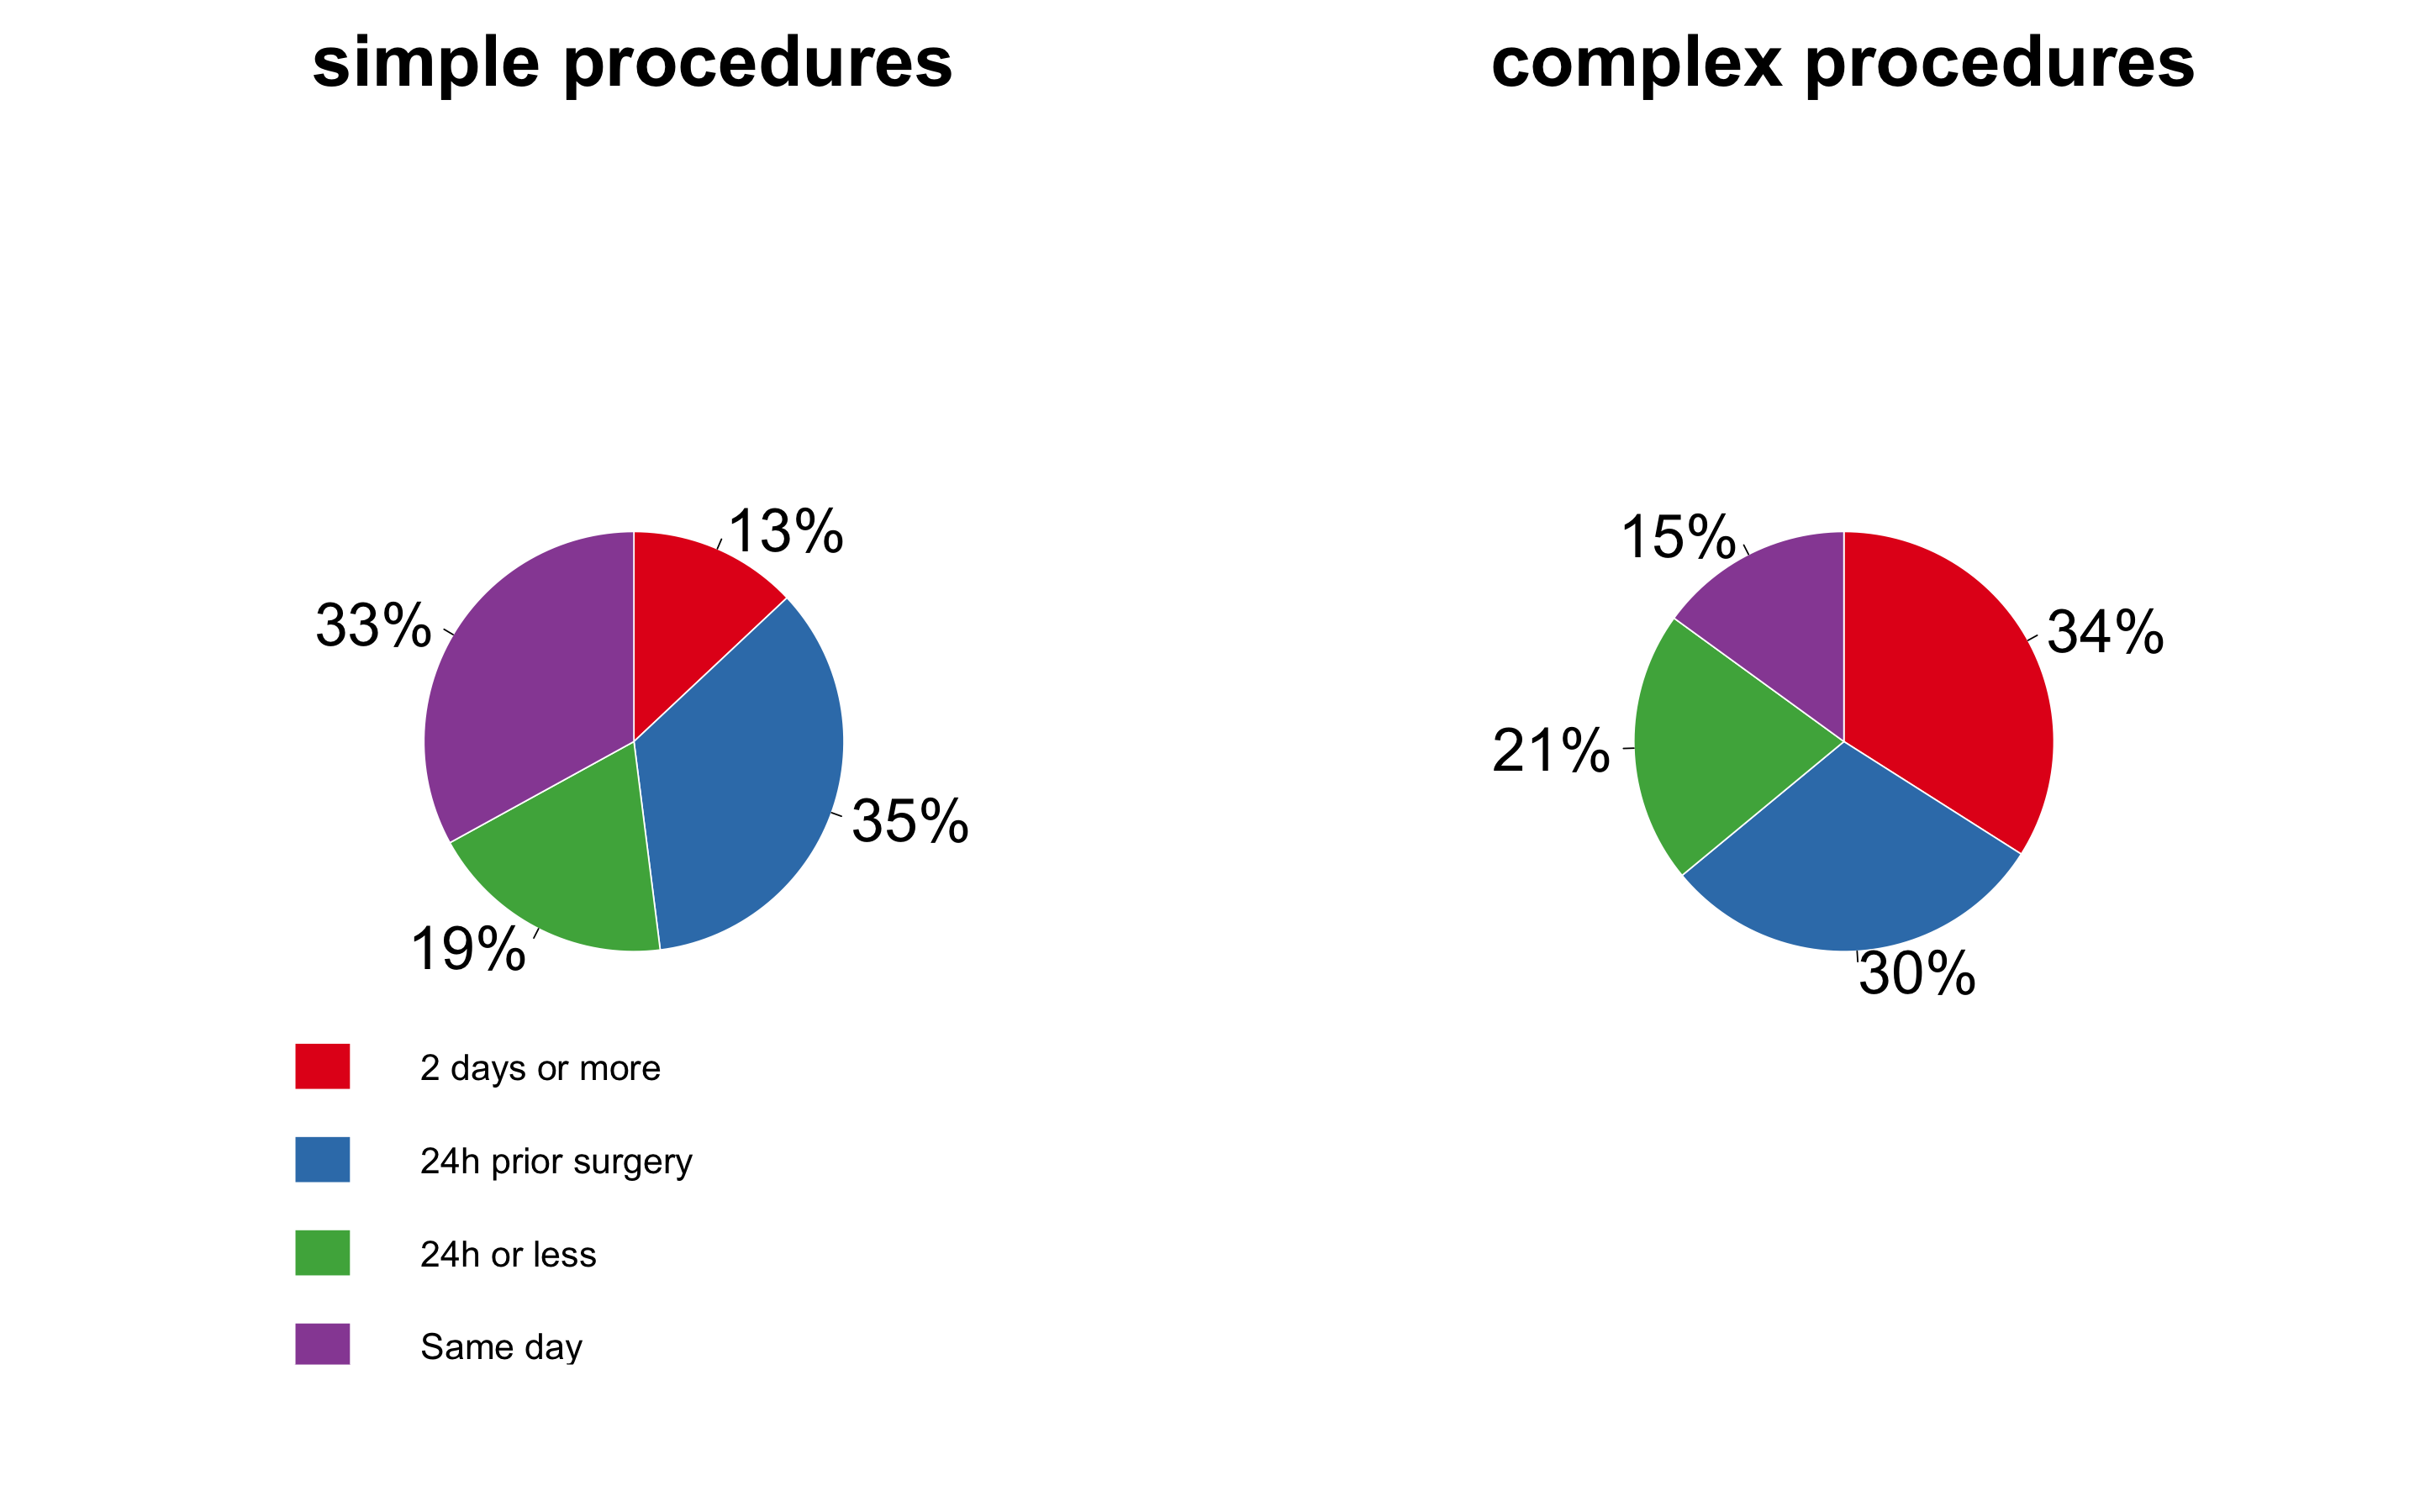 simple procedures
13%
33%
35%
19%
2 days or more
24h prior surgery
24h or less
Same day
complex procedures
15%
34%
21%
30%